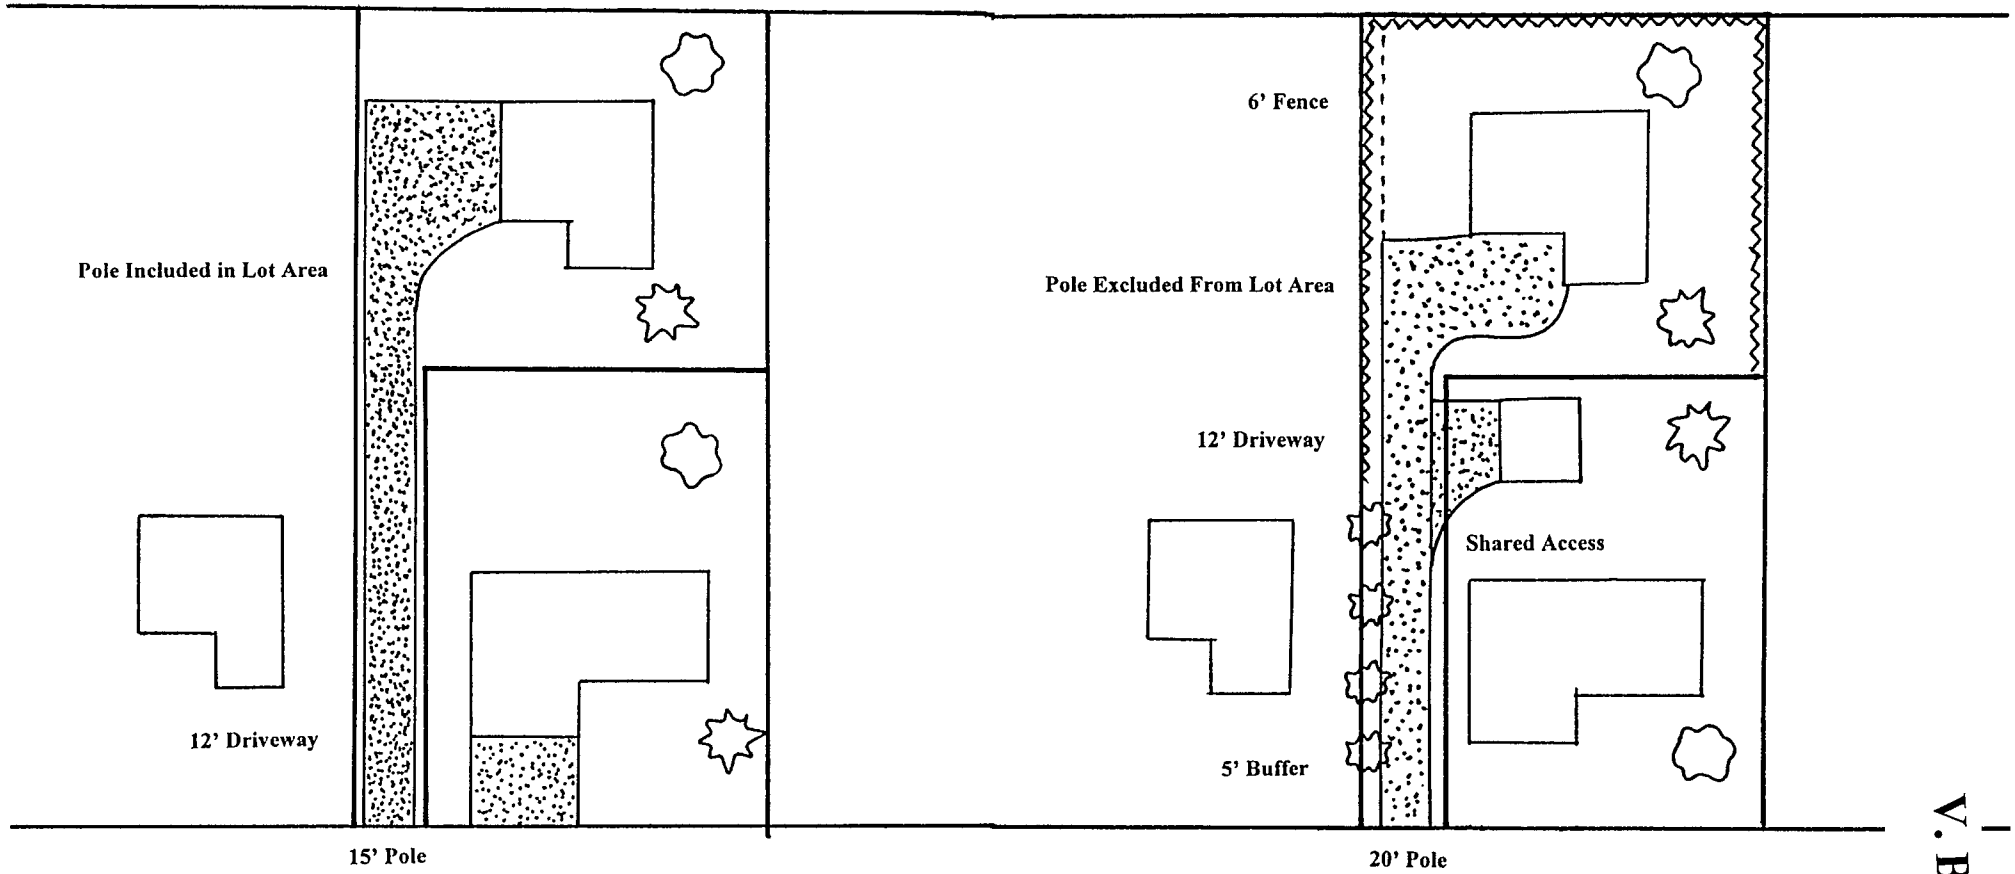 Pole Included in Lot Area
12' Driveway
15' Pole
6' Fence
Pole Excluded From Lot Area
12' Driveway
Shared Access
5' Buffer
20' Pole
V. B